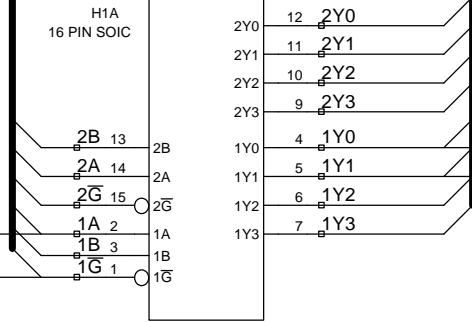 H1A
16 PIN SOIC
2Y0 12 2Y0
2Y1 11 2Y1
2Y2 10 2Y2
2Y3 9 2Y3
2B 13 2B 1Y0 4 1Y0
2A 14 2A 1Y1 5 1Y1
2G̅ 15 2G̅ 1Y2 6 1Y2
1A 2 1A 1Y3 7 1Y3
1B 3 1B
1G̅ 1 1G̅